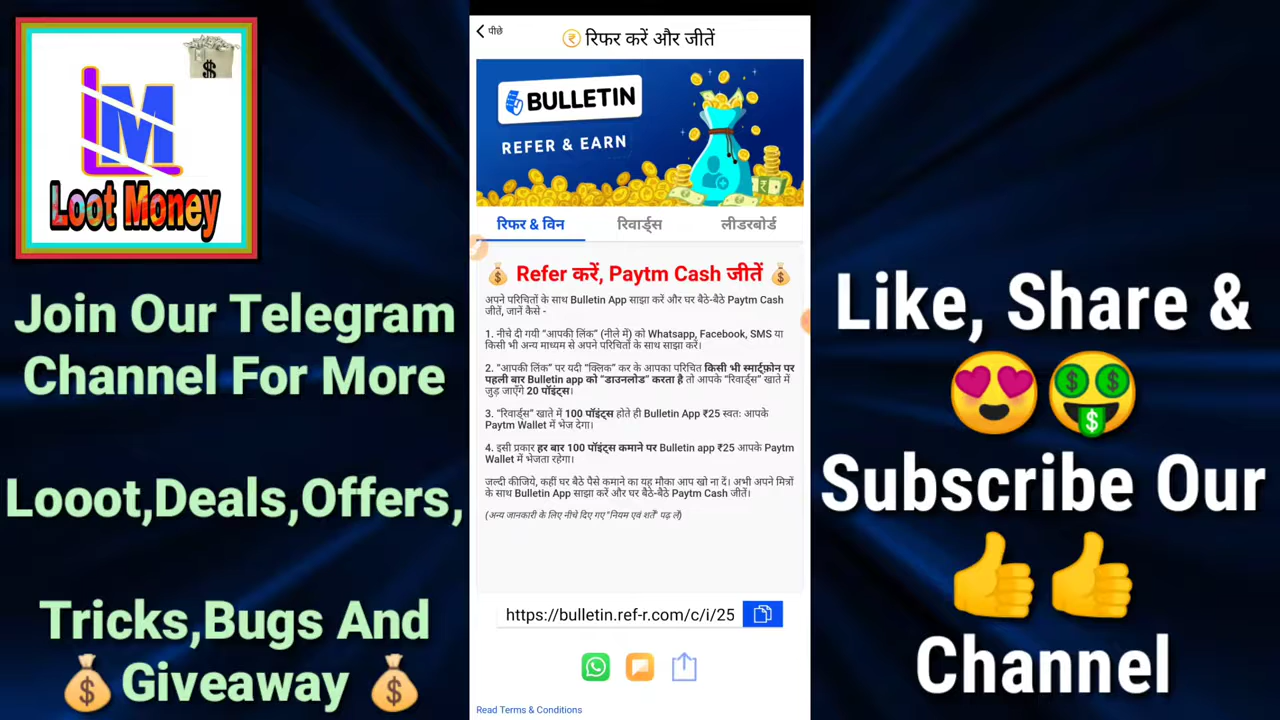 LM
Loot Money
Join Our Telegram
Channel For More
Looot,Deals,Offers,
Tricks,Bugs And
Giveaway
पीछे
₹ रिफर करें और जीतें
BULLETIN
REFER & EARN
रिफर & विन रिवार्ड्स लीडरबोर्ड
Refer करें, Paytm Cash जीतें
अपने परिचितों के साथ Bulletin App साझा करें और घर बैठे-बैठे Paytm Cash
जीतें, जानें कैसे -
1. नीचे दी गयी "आपकी लिंक" (नीले में) को Whatsapp, Facebook, SMS या
किसी भी अन्य माध्यम से अपने परिचितों के साथ साझा करें।
2. "आपकी लिंक" पर यदी "क्लिक" कर के आपका परिचित किसी भी स्मार्टफ़ोन पर
पहली बार Bulletin app को "डाउनलोड" करता है तो आपके "रिवार्ड्स" खाते में
जुड़ जाएँगे 20 पॉइंट्स।
3. "रिवार्ड्स" खाते में 100 पॉइंट्स होते ही Bulletin App ₹25 स्वतः आपके
Paytm Wallet में भेज देगा।
4. इसी प्रकार हर बार 100 पॉइंट्स कमाने पर Bulletin app ₹25 आपके Paytm
Wallet में भेजता रहेगा।
जल्दी कीजिये, कहीं घर बैठे पैसे कमाने का यह मौका आप खो ना दें। अभी अपने मित्रों
के साथ Bulletin App साझा करें और घर बैठे-बैठे Paytm Cash जीतें।
(अन्य जानकारी के लिए नीचे दिए गए "नियम एवं शर्तें" पढ़ लें)
https://bulletin.ref-r.com/c/i/25
Read Terms & Conditions
Like, Share &
Subscribe Our
Channel